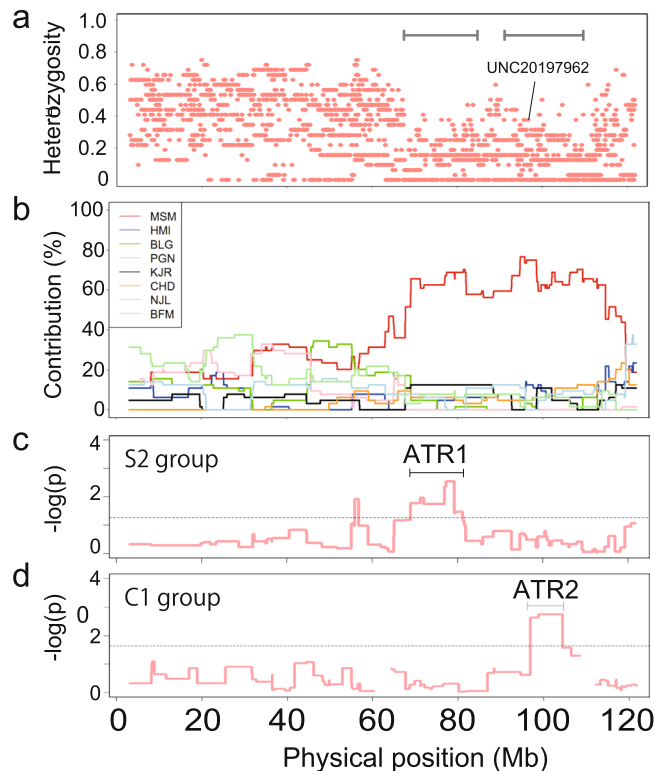 a
1.0
0.8
0.6
0.4
0.2
0
Heterozygosity
UNC20197962
b
100
80
60
40
20
0
Contribution (%)
MSM
HMI
BLG
PGN
KJR
CHD
NJL
BFM
c
4
2
0
-log(p)
S2 group
ATR1
d
4
0
2
0
-log(p)
C1 group
ATR2
0 20 40 60 80 100 120
Physical position (Mb)